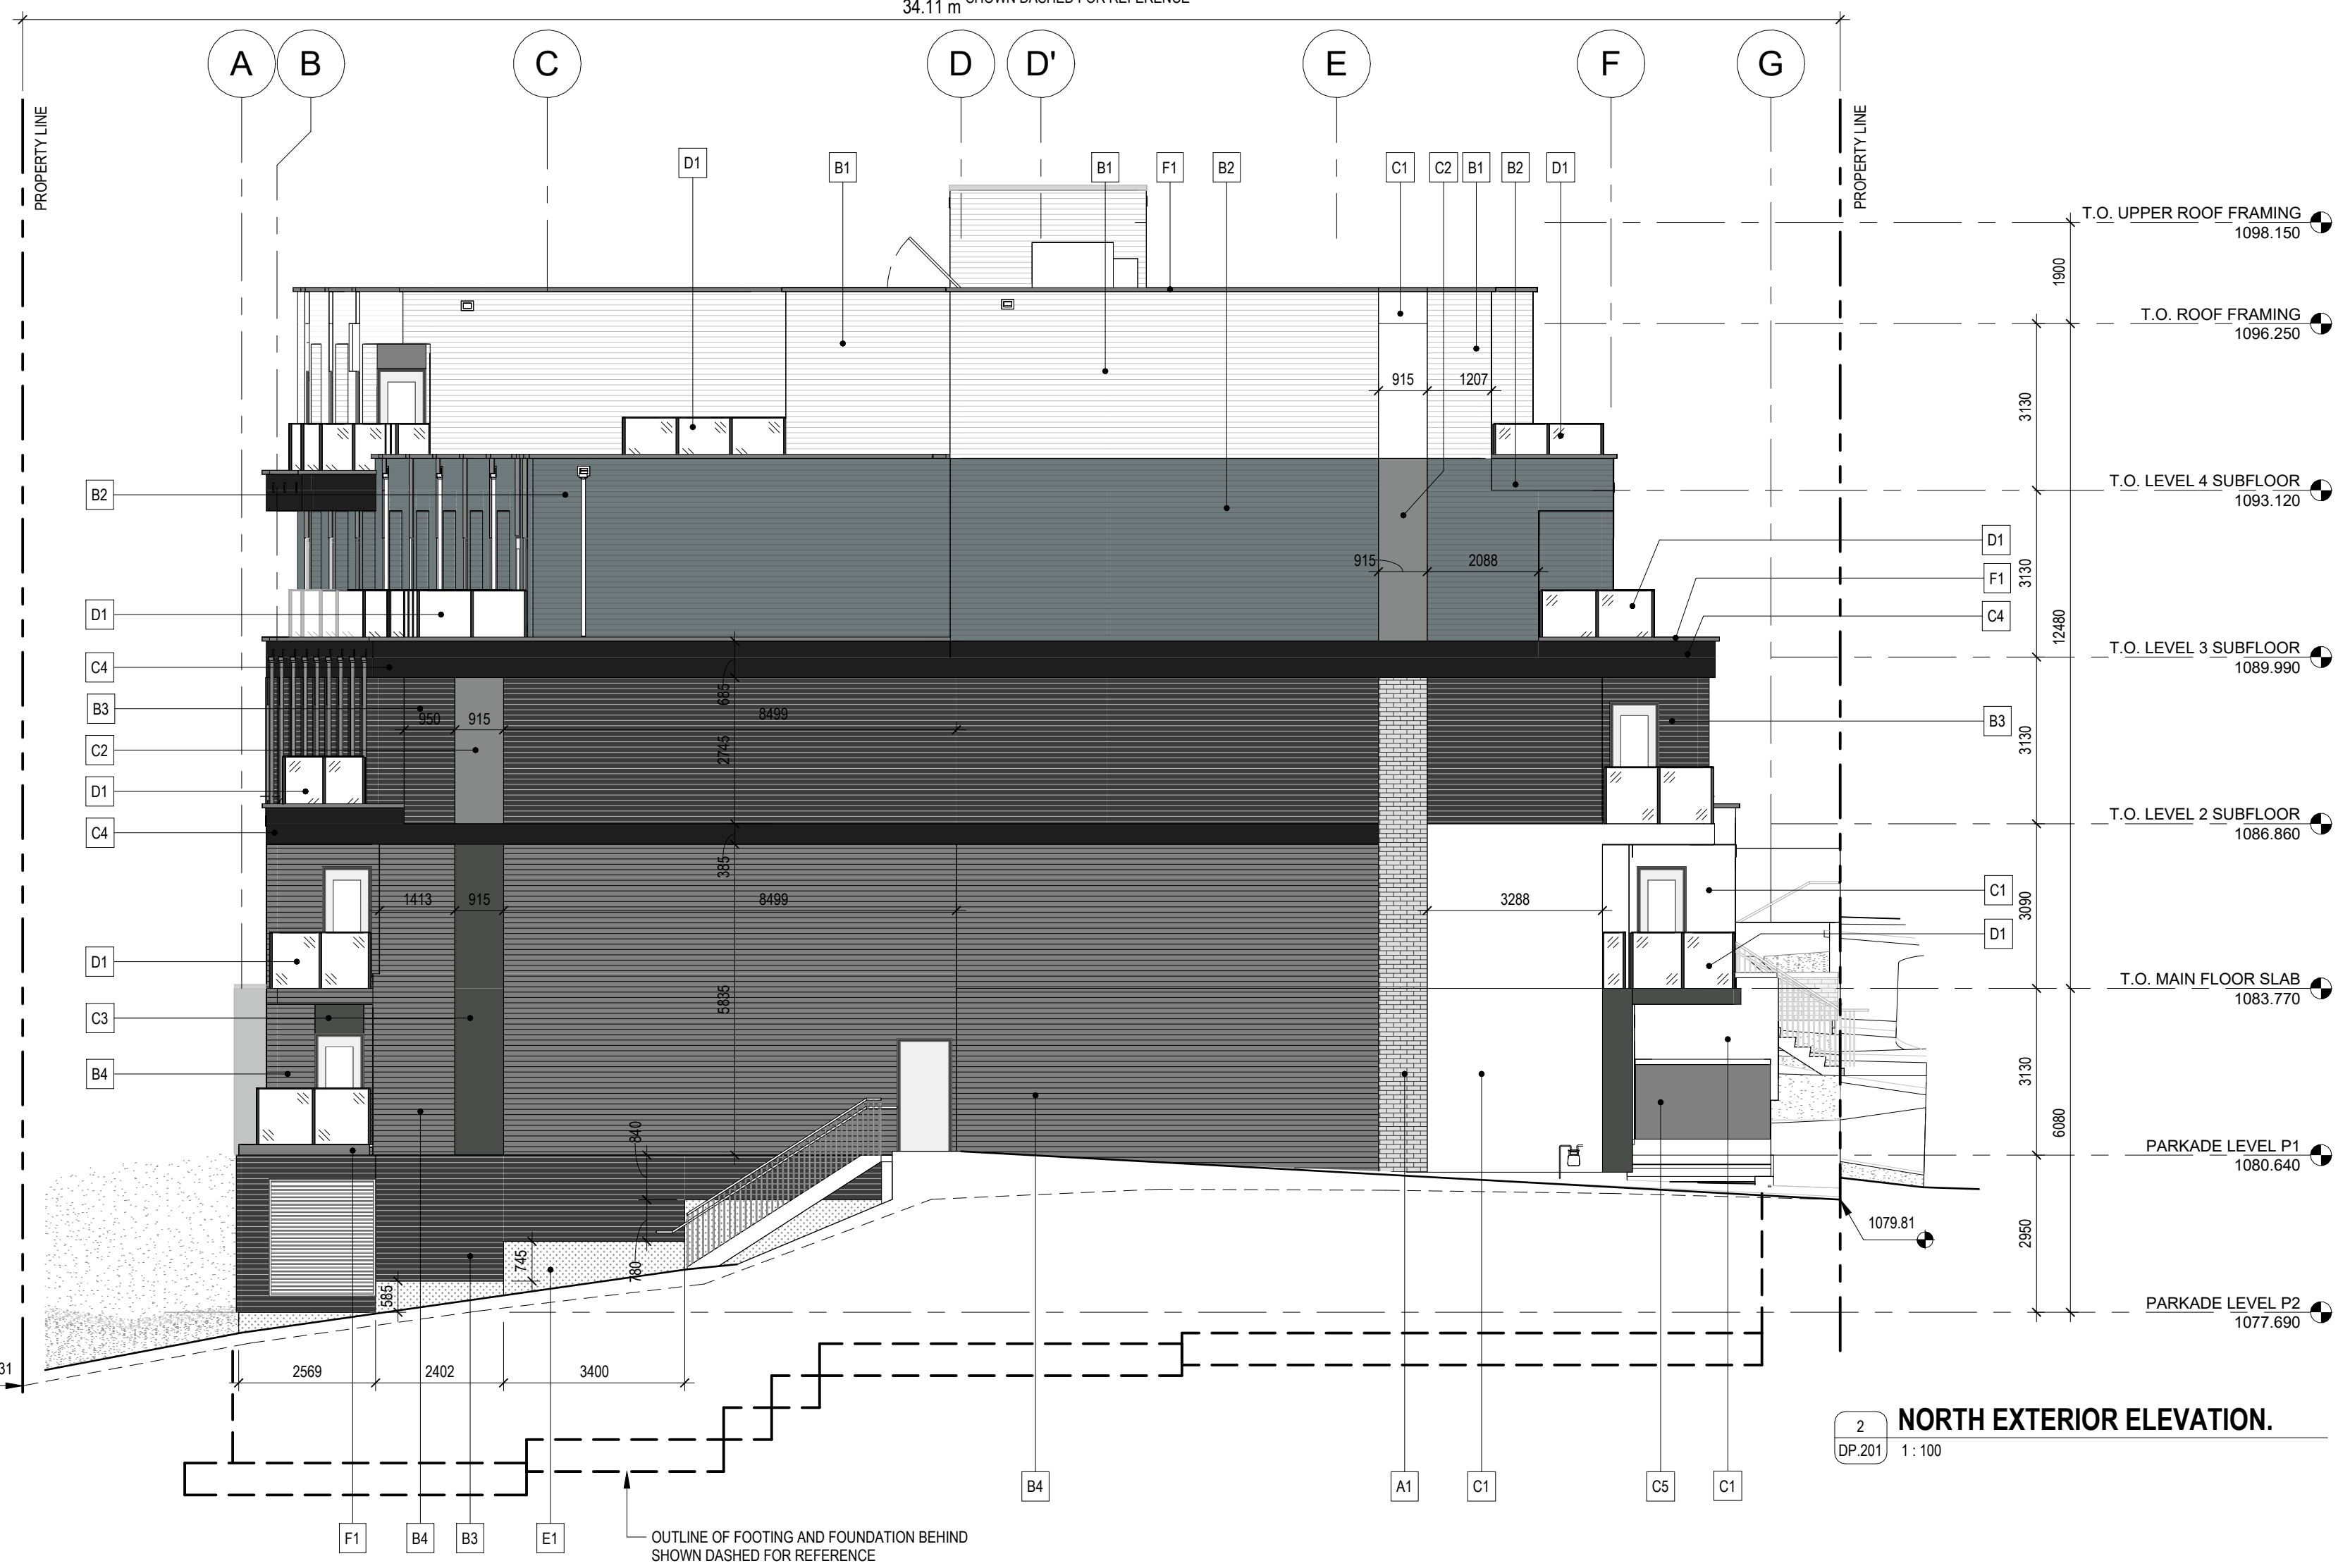 34.11 m SHOWN DASHED FOR REFERENCE
A B C D D' E F G
PROPERTY LINE
PROPERTY LINE
D1 B1 B1 F1 B2 C1 C2 B1 B2 D1
T.O. UPPER ROOF FRAMING
1098.150
1900
T.O. ROOF FRAMING
1096.250
915 1207
3130
B2
T.O. LEVEL 4 SUBFLOOR
1093.120
D1
915 2088
3130
F1
D1
C4
12480
C4
T.O. LEVEL 3 SUBFLOOR
1089.990
685
B3
950 915 8499
B3
2745
3130
C2
D1
C4
T.O. LEVEL 2 SUBFLOOR
1086.860
385
1413 915 8499 3288
C1
3090
D1
D1
T.O. MAIN FLOOR SLAB
1083.770
5835
C3
B4
3130
840
6080
PARKADE LEVEL P1
1080.640
1079.81
745
780
585
2950
PARKADE LEVEL P2
1077.690
31
2569 2402 3400
2
DP.201
NORTH EXTERIOR ELEVATION.
1 : 100
B4 A1 C1 C5 C1
F1 B4 B3 E1
OUTLINE OF FOOTING AND FOUNDATION BEHIND
SHOWN DASHED FOR REFERENCE